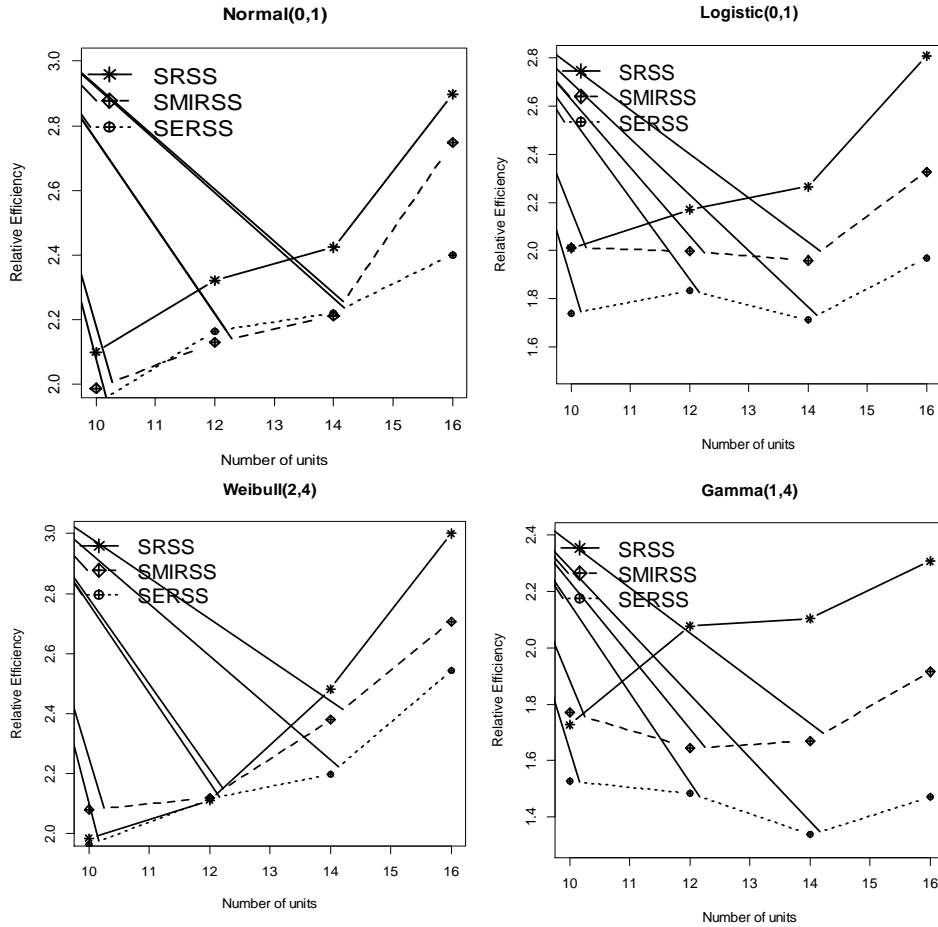 Normal(0,1)
Relative Efficiency
3.0
2.8
2.6
2.4
2.2
2.0
SRSS
SMIRSS
SERSS
10 11 12 13 14 15 16
Number of units
Logistic(0,1)
Relative Efficiency
2.8
2.6
2.4
2.2
2.0
1.8
1.6
SRSS
SMIRSS
SERSS
10 11 12 13 14 15 16
Number of units
Weibull(2,4)
Relative Efficiency
3.0
2.8
2.6
2.4
2.2
2.0
SRSS
SMIRSS
SERSS
10 11 12 13 14 15 16
Number of units
Gamma(1,4)
Relative Efficiency
2.4
2.2
2.0
1.8
1.6
1.4
SRSS
SMIRSS
SERSS
10 11 12 13 14 15 16
Number of units